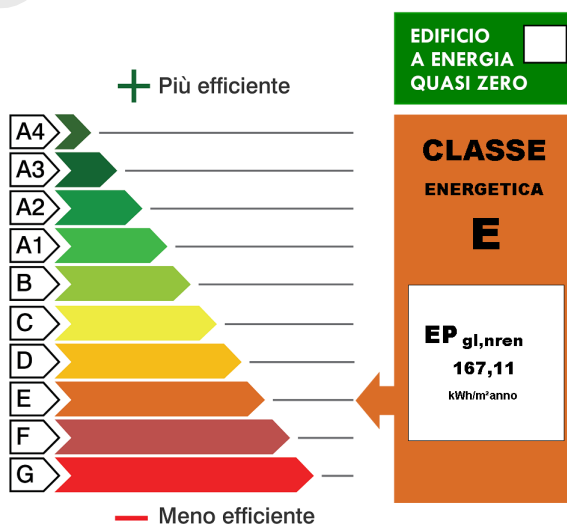 EDIFICIO
A ENERGIA
QUASI ZERO
+ Più efficiente
A4
A3
A2
A1
B
C
D
E
F
G
— Meno efficiente
CLASSE
ENERGETICA
E
EP gl,nren
167,11
kWh/m²anno